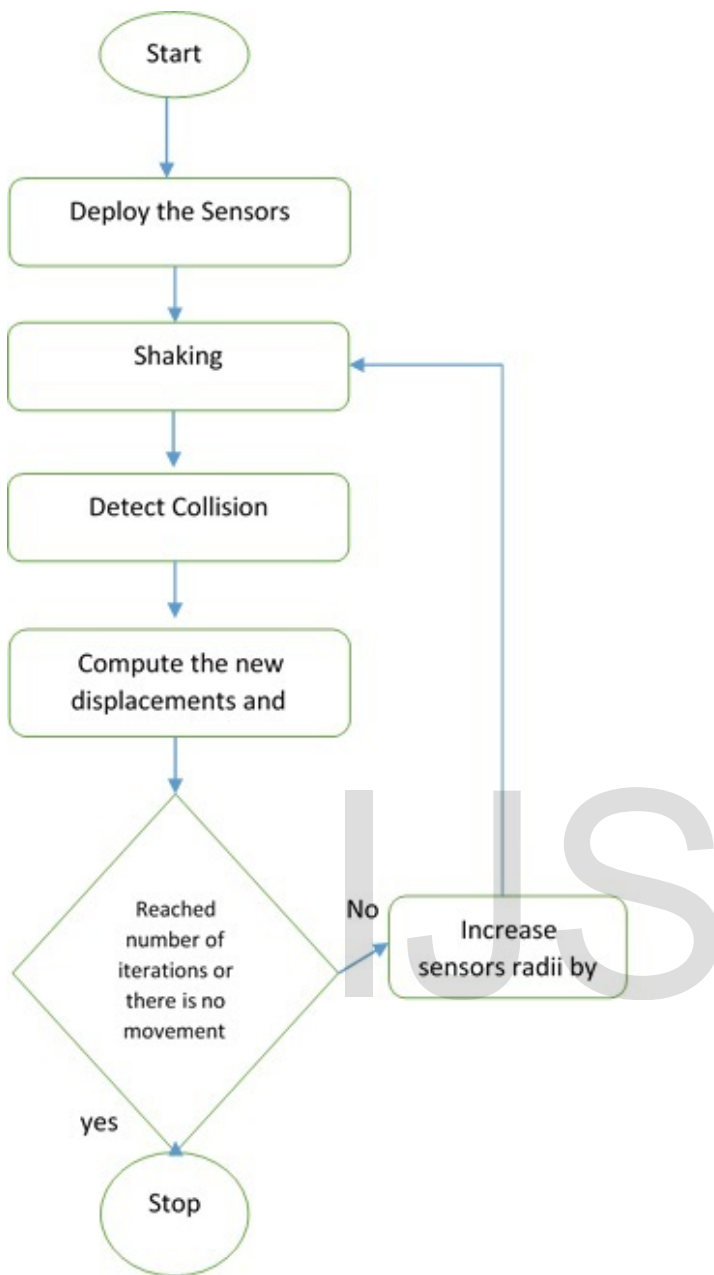 Start
Deploy the Sensors
Shaking
Detect Collision
Compute the new
displacements and
Reached
number of
iterations or
there is no
movement
No
Increase
sensors radii by
yes
Stop
IJS